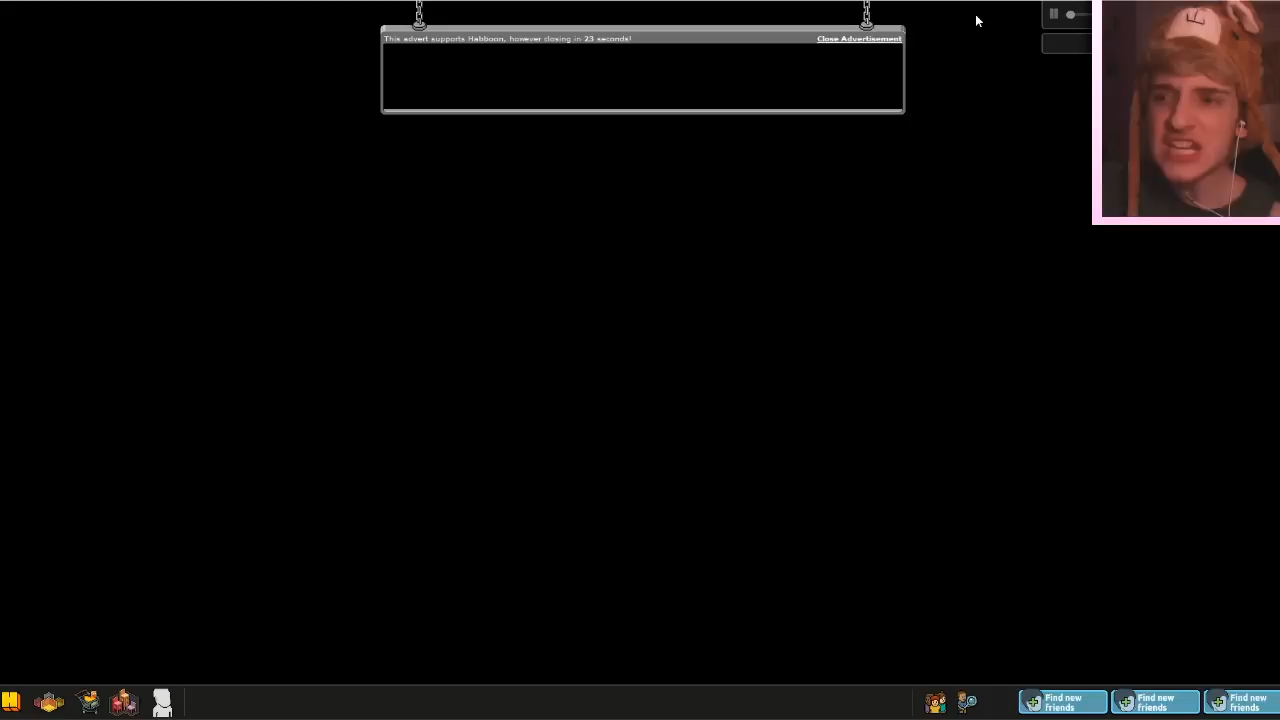 This advert supports Habboon, however closing in 23 seconds!
Close Advertisement
Find new
friends
Find new
friends
Find new
friends